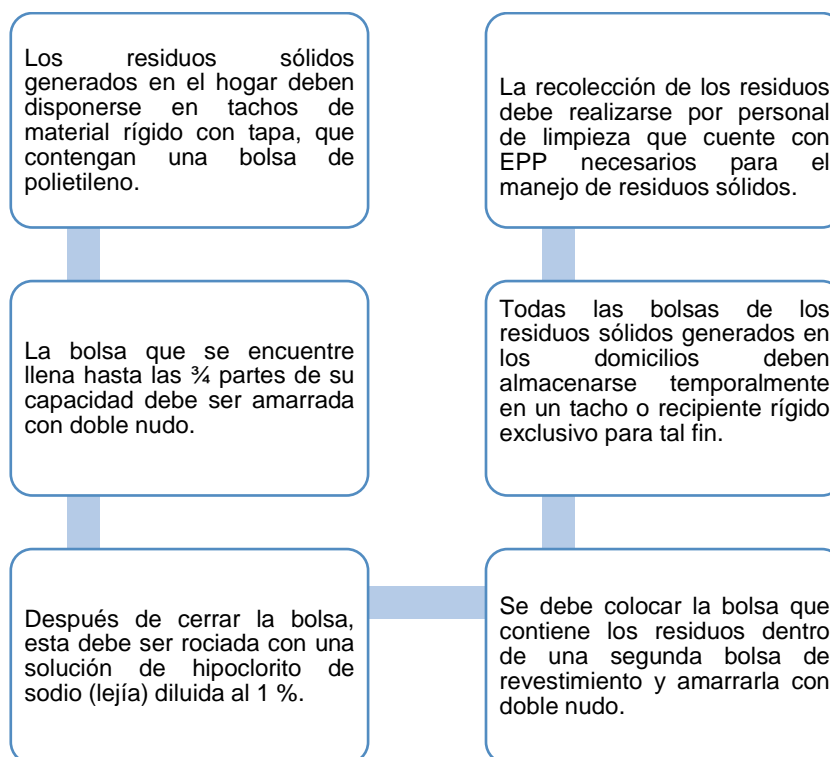 Los residuos sólidos
generados en el hogar deben
disponerse en tachos de
material rígido con tapa, que
contengan una bolsa de
polietileno.
La bolsa que se encuentre
llena hasta las ¾ partes de su
capacidad debe ser amarrada
con doble nudo.
Después de cerrar la bolsa,
esta debe ser rociada con una
solución de hipoclorito de
sodio (lejía) diluida al 1 %.
Se debe colocar la bolsa que
contiene los residuos dentro
de una segunda bolsa de
revestimiento y amarrarla con
doble nudo.
Todas las bolsas de los
residuos sólidos generados en
los domicilios deben
almacenarse temporalmente
en un tacho o recipiente rígido
exclusivo para tal fin.
La recolección de los residuos
debe realizarse por personal
de limpieza que cuente con
EPP necesarios para el
manejo de residuos sólidos.